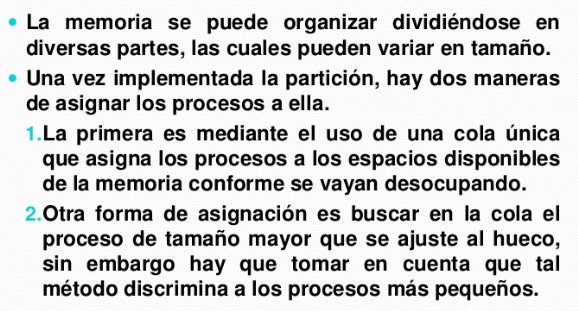 • La memoria se puede organizar dividiéndose en
diversas partes, las cuales pueden variar en tamaño.
• Una vez implementada la partición, hay dos maneras
de asignar los procesos a ella.
1.La primera es mediante el uso de una cola única
que asigna los procesos a los espacios disponibles
de la memoria conforme se vayan desocupando.
2.Otra forma de asignación es buscar en la cola el
proceso de tamaño mayor que se ajuste al hueco,
sin embargo hay que tomar en cuenta que tal
método discrimina a los procesos más pequeños.